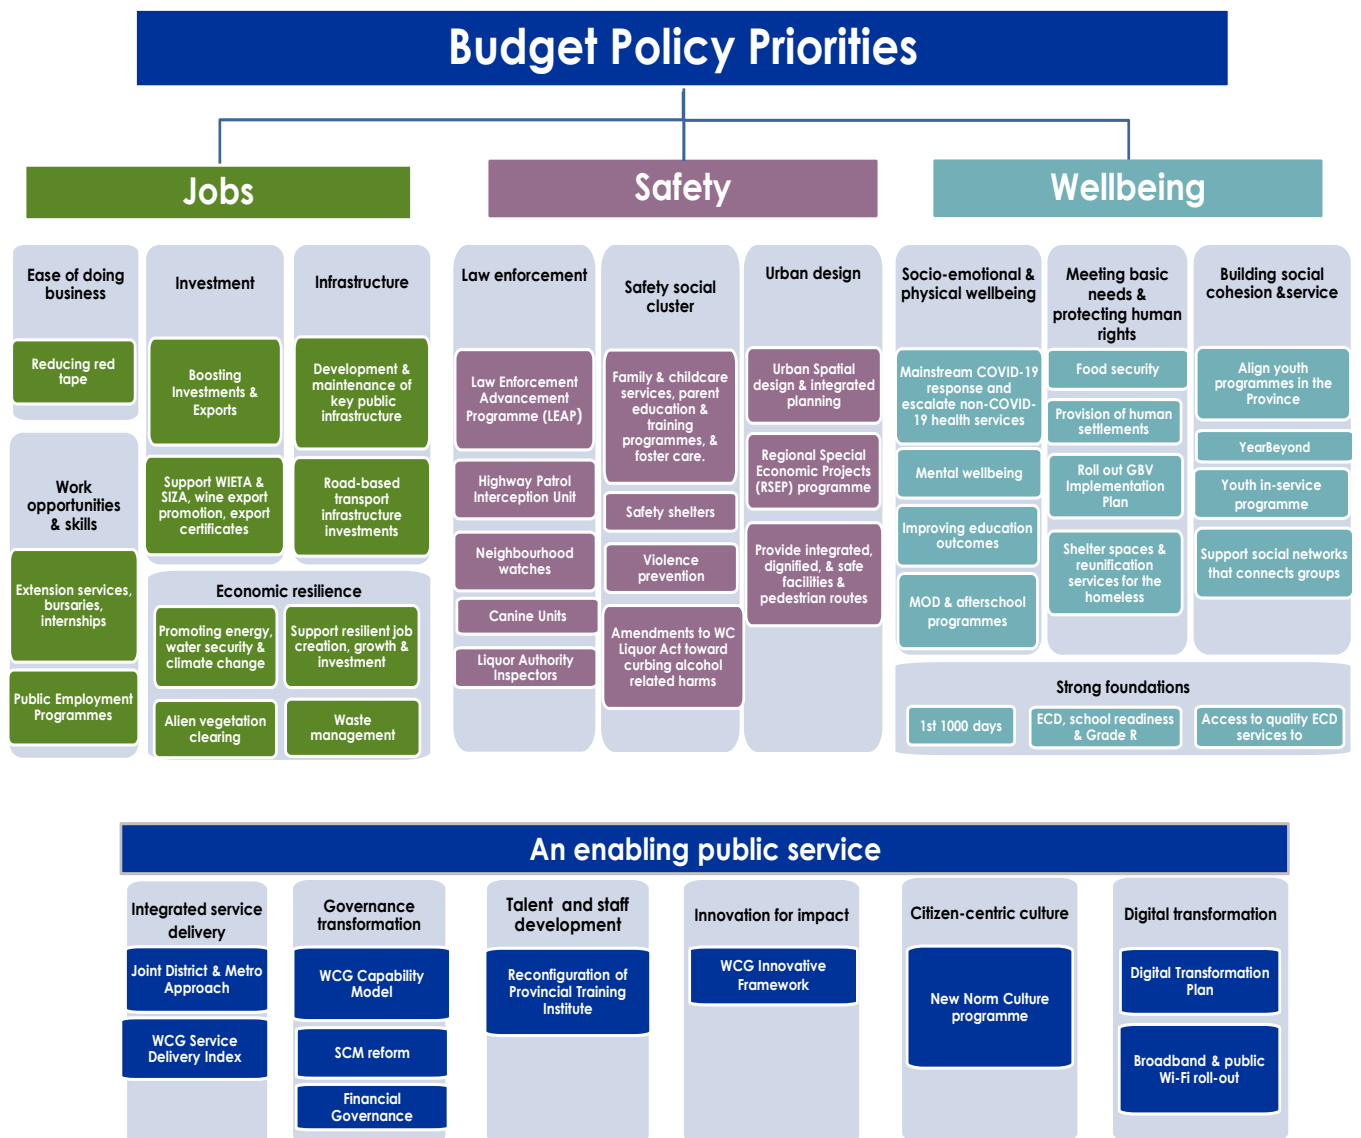 Budget Policy Priorities
Jobs
Safety
Wellbeing
Ease of doing
business
Reducing red
tape
Work
opportunities
& skills
Extension services,
bursaries,
internships
Public Employment
Programmes
Investment
Boosting
Investments &
Exports
Support WIETA &
SIZA, wine export
promotion, export
certificates
Infrastructure
Development &
maintenance of
key public
infrastructure
Road-based
transport
infrastructure
investments
Economic resilience
Promoting energy,
water security &
climate change
Support resilient job
creation, growth &
investment
Alien vegetation
clearing
Waste
management
Law enforcement
Law Enforcement
Advancement
Programme (LEAP)
Highway Patrol
Interception Unit
Neighbourhood
watches
Canine Units
Liquor Authority
Inspectors
Safety social
cluster
Family & childcare
services, parent
education &
training
programmes, &
foster care.
Safety shelters
Violence
prevention
Amendments to WC
Liquor Act toward
curbing alcohol
related harms
Urban design
Urban Spatial
design & integrated
planning
Regional Special
Economic Projects
(RSEP) programme
Provide integrated,
dignified, & safe
facilities &
pedestrian routes
Socio-emotional &
physical wellbeing
Mainstream COVID-19
response and
escalate non-COVID-
19 health services
Mental wellbeing
Improving education
outcomes
MOD & afterschool
programmes
Meeting basic
needs &
protecting human
rights
Food security
Provision of human
settlements
Roll out GBV
Implementation
Plan
Shelter spaces &
reunification
services for the
homeless
Building social
cohesion &service
Align youth
programmes in the
Province
YearBeyond
Youth in-service
programme
Support social networks
that connects groups
Strong foundations
1st 1000 days
ECD, school readiness
& Grade R
Access to quality ECD
services to
An enabling public service
Integrated service
delivery
Joint District & Metro
Approach
WCG Service
Delivery Index
Governance
transformation
WCG Capability
Model
SCM reform
Financial
Governance
Talent and staff
development
Reconfiguration of
Provincial Training
Institute
Innovation for impact
WCG Innovative
Framework
Citizen-centric culture
New Norm Culture
programme
Digital transformation
Digital Transformation
Plan
Broadband & public
Wi-Fi roll-out